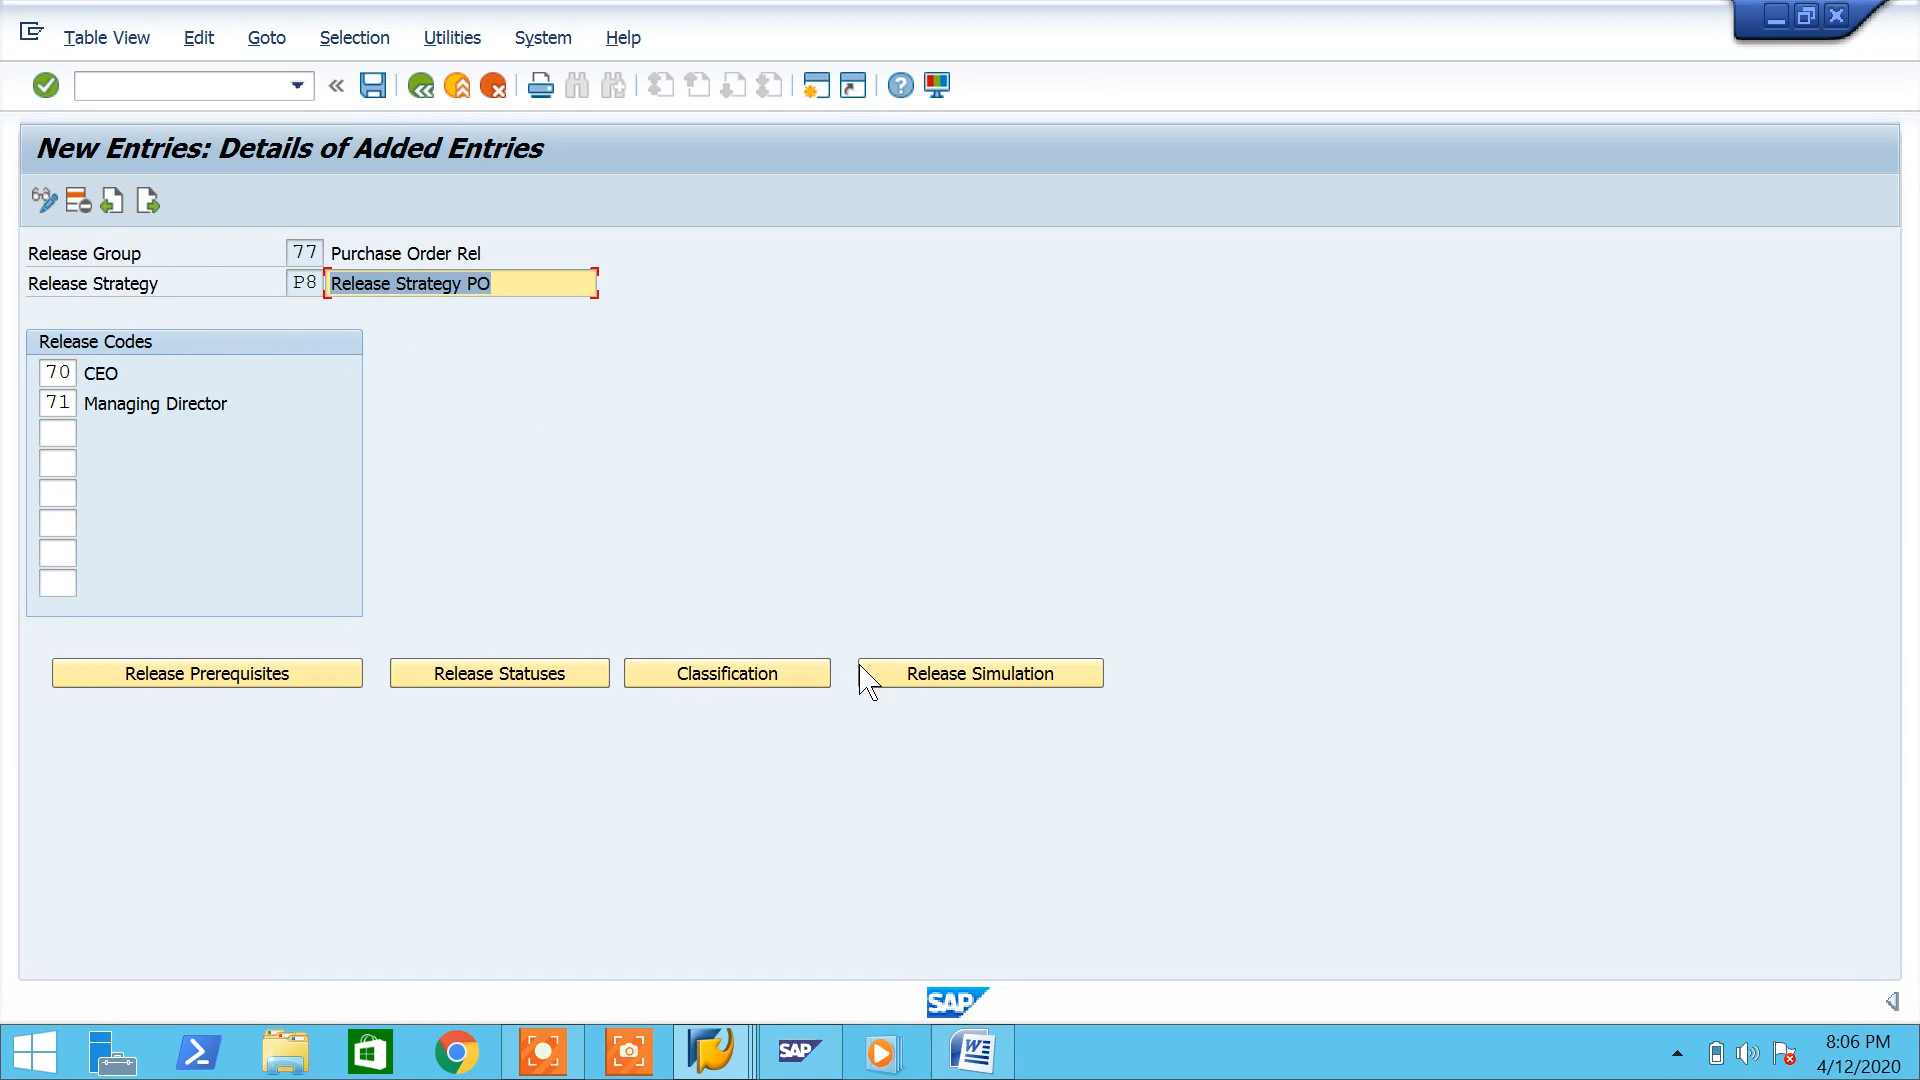 Table View Edit Goto Selection Utilities System Help
New Entries: Details of Added Entries
Release Group 77 Purchase Order Rel
Release Strategy P8 Release Strategy PO
Release Codes
70 CEO
71 Managing Director
Release Prerequisites Release Statuses Classification Release Simulation
SAP
SAP
8:06 PM
4/12/2020